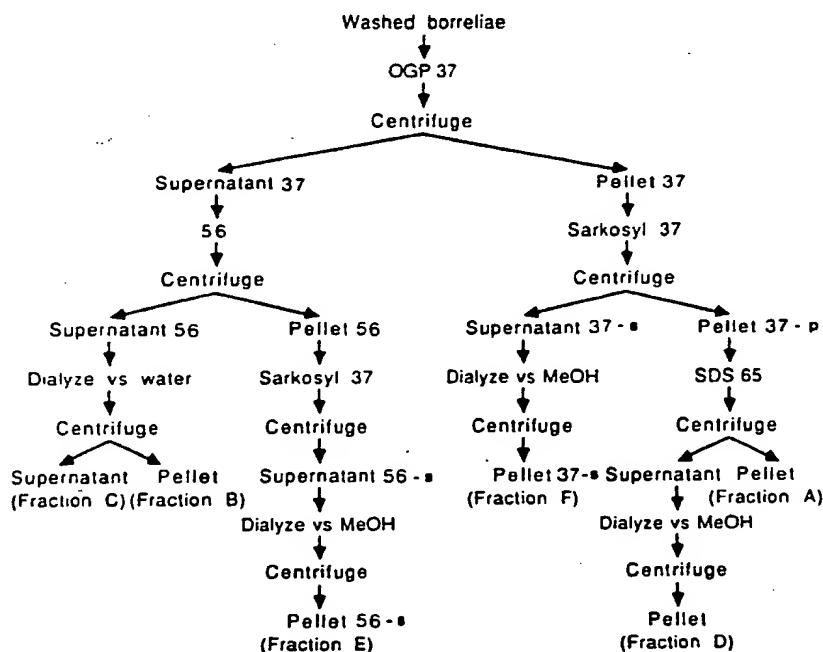 Washed borreliae
OGP 37
Centrifuge
Supernatant 37 Pellet 37
56 Sarkosyl 37
Centrifuge Centrifuge
Supernatant 56 Pellet 56 Supernatant 37-s Pellet 37-p
Dialyze vs water Sarkosyl 37 Dialyze vs MeOH SDS 65
Centrifuge Centrifuge Centrifuge Centrifuge
Supernatant Pellet Supernatant 56-s Pellet 37-s Supernatant Pellet
(Fraction C) (Fraction B) (Fraction F) (Fraction A)
Dialyze vs MeOH Dialyze vs MeOH
Centrifuge Centrifuge
Pellet 56-s Pellet
(Fraction E) (Fraction D)